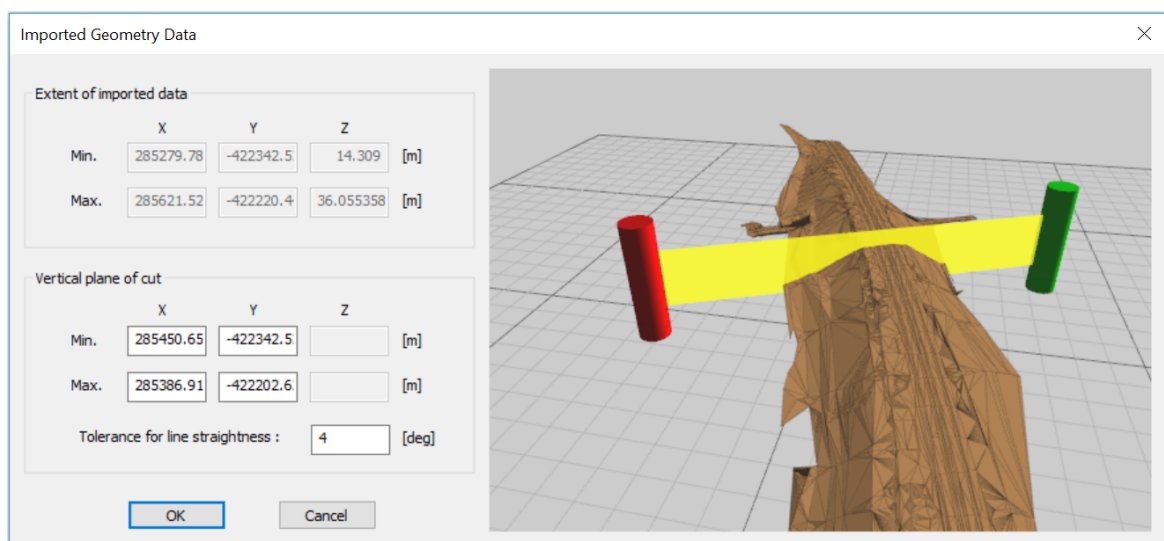 Imported Geometry Data
Extent of imported data
X Y Z
Min. 285279.78 -422342.5 14.309 [m]
Max. 285621.52 -422220.4 36.055358 [m]
Vertical plane of cut
X Y Z
Min. 285450.65 -422342.5 [m]
Max. 285386.91 -422202.6 [m]
Tolerance for line straightness : 4 [deg]
OK Cancel